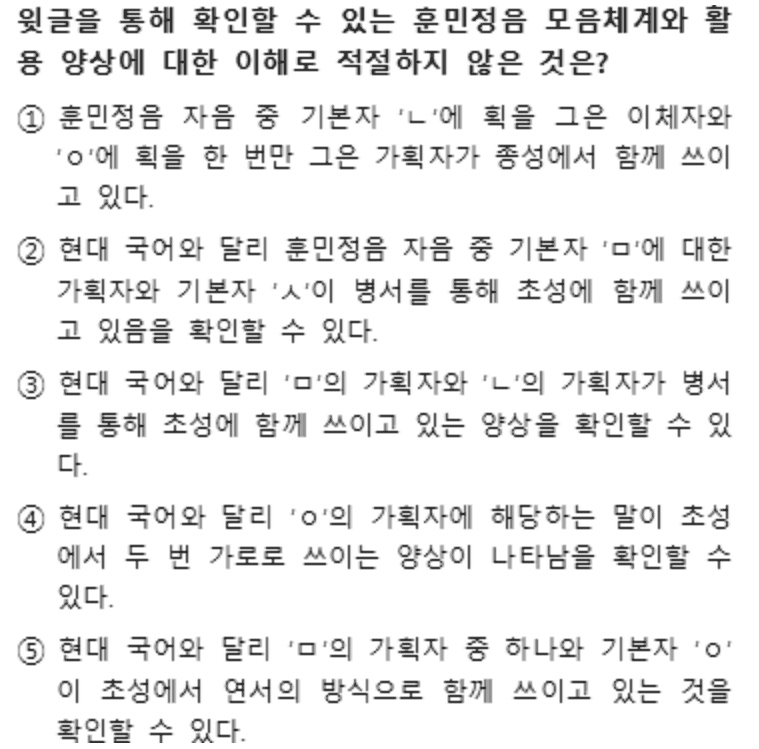 윗글을 통해 확인할 수 있는 훈민정음 모음체계와 활
용 양상에 대한 이해로 적절하지 않은 것은?
① 훈민정음 자음 중 기본자 'ㄴ'에 획을 그은 이체자와
'ㅇ'에 획을 한 번만 그은 가획자가 종성에서 함께 쓰이
고 있다.
② 현대 국어와 달리 훈민정음 자음 중 기본자 'ㅁ'에 대한
가획자와 기본자 'ㅅ'이 병서를 통해 초성에 함께 쓰이
고 있음을 확인할 수 있다.
③ 현대 국어와 달리 'ㅁ'의 가획자와 'ㄴ'의 가획자가 병서
를 통해 초성에 함께 쓰이고 있는 양상을 확인할 수 있
다.
④ 현대 국어와 달리 'ㅇ'의 가획자에 해당하는 말이 초성
에서 두 번 가로로 쓰이는 양상이 나타남을 확인할 수
있다.
⑤ 현대 국어와 달리 'ㅁ'의 가획자 중 하나와 기본자 'ㅇ'
이 초성에서 연서의 방식으로 함께 쓰이고 있는 것을
확인할 수 있다.